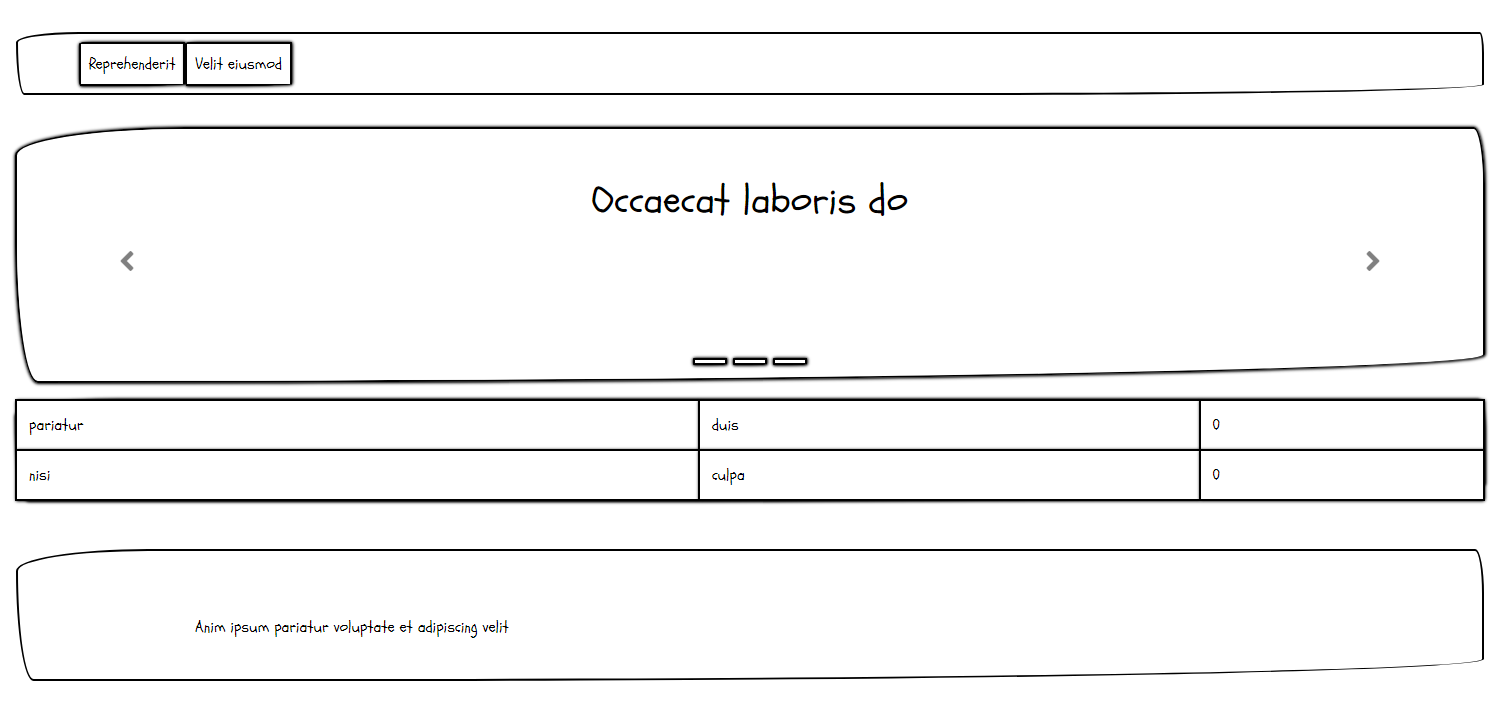 Reprehenderit Velit eiusmod
Occaecat laboris do
pariatur duis 0
nisi culpa 0
Anim ipsum pariatur voluptate et adipiscing velit